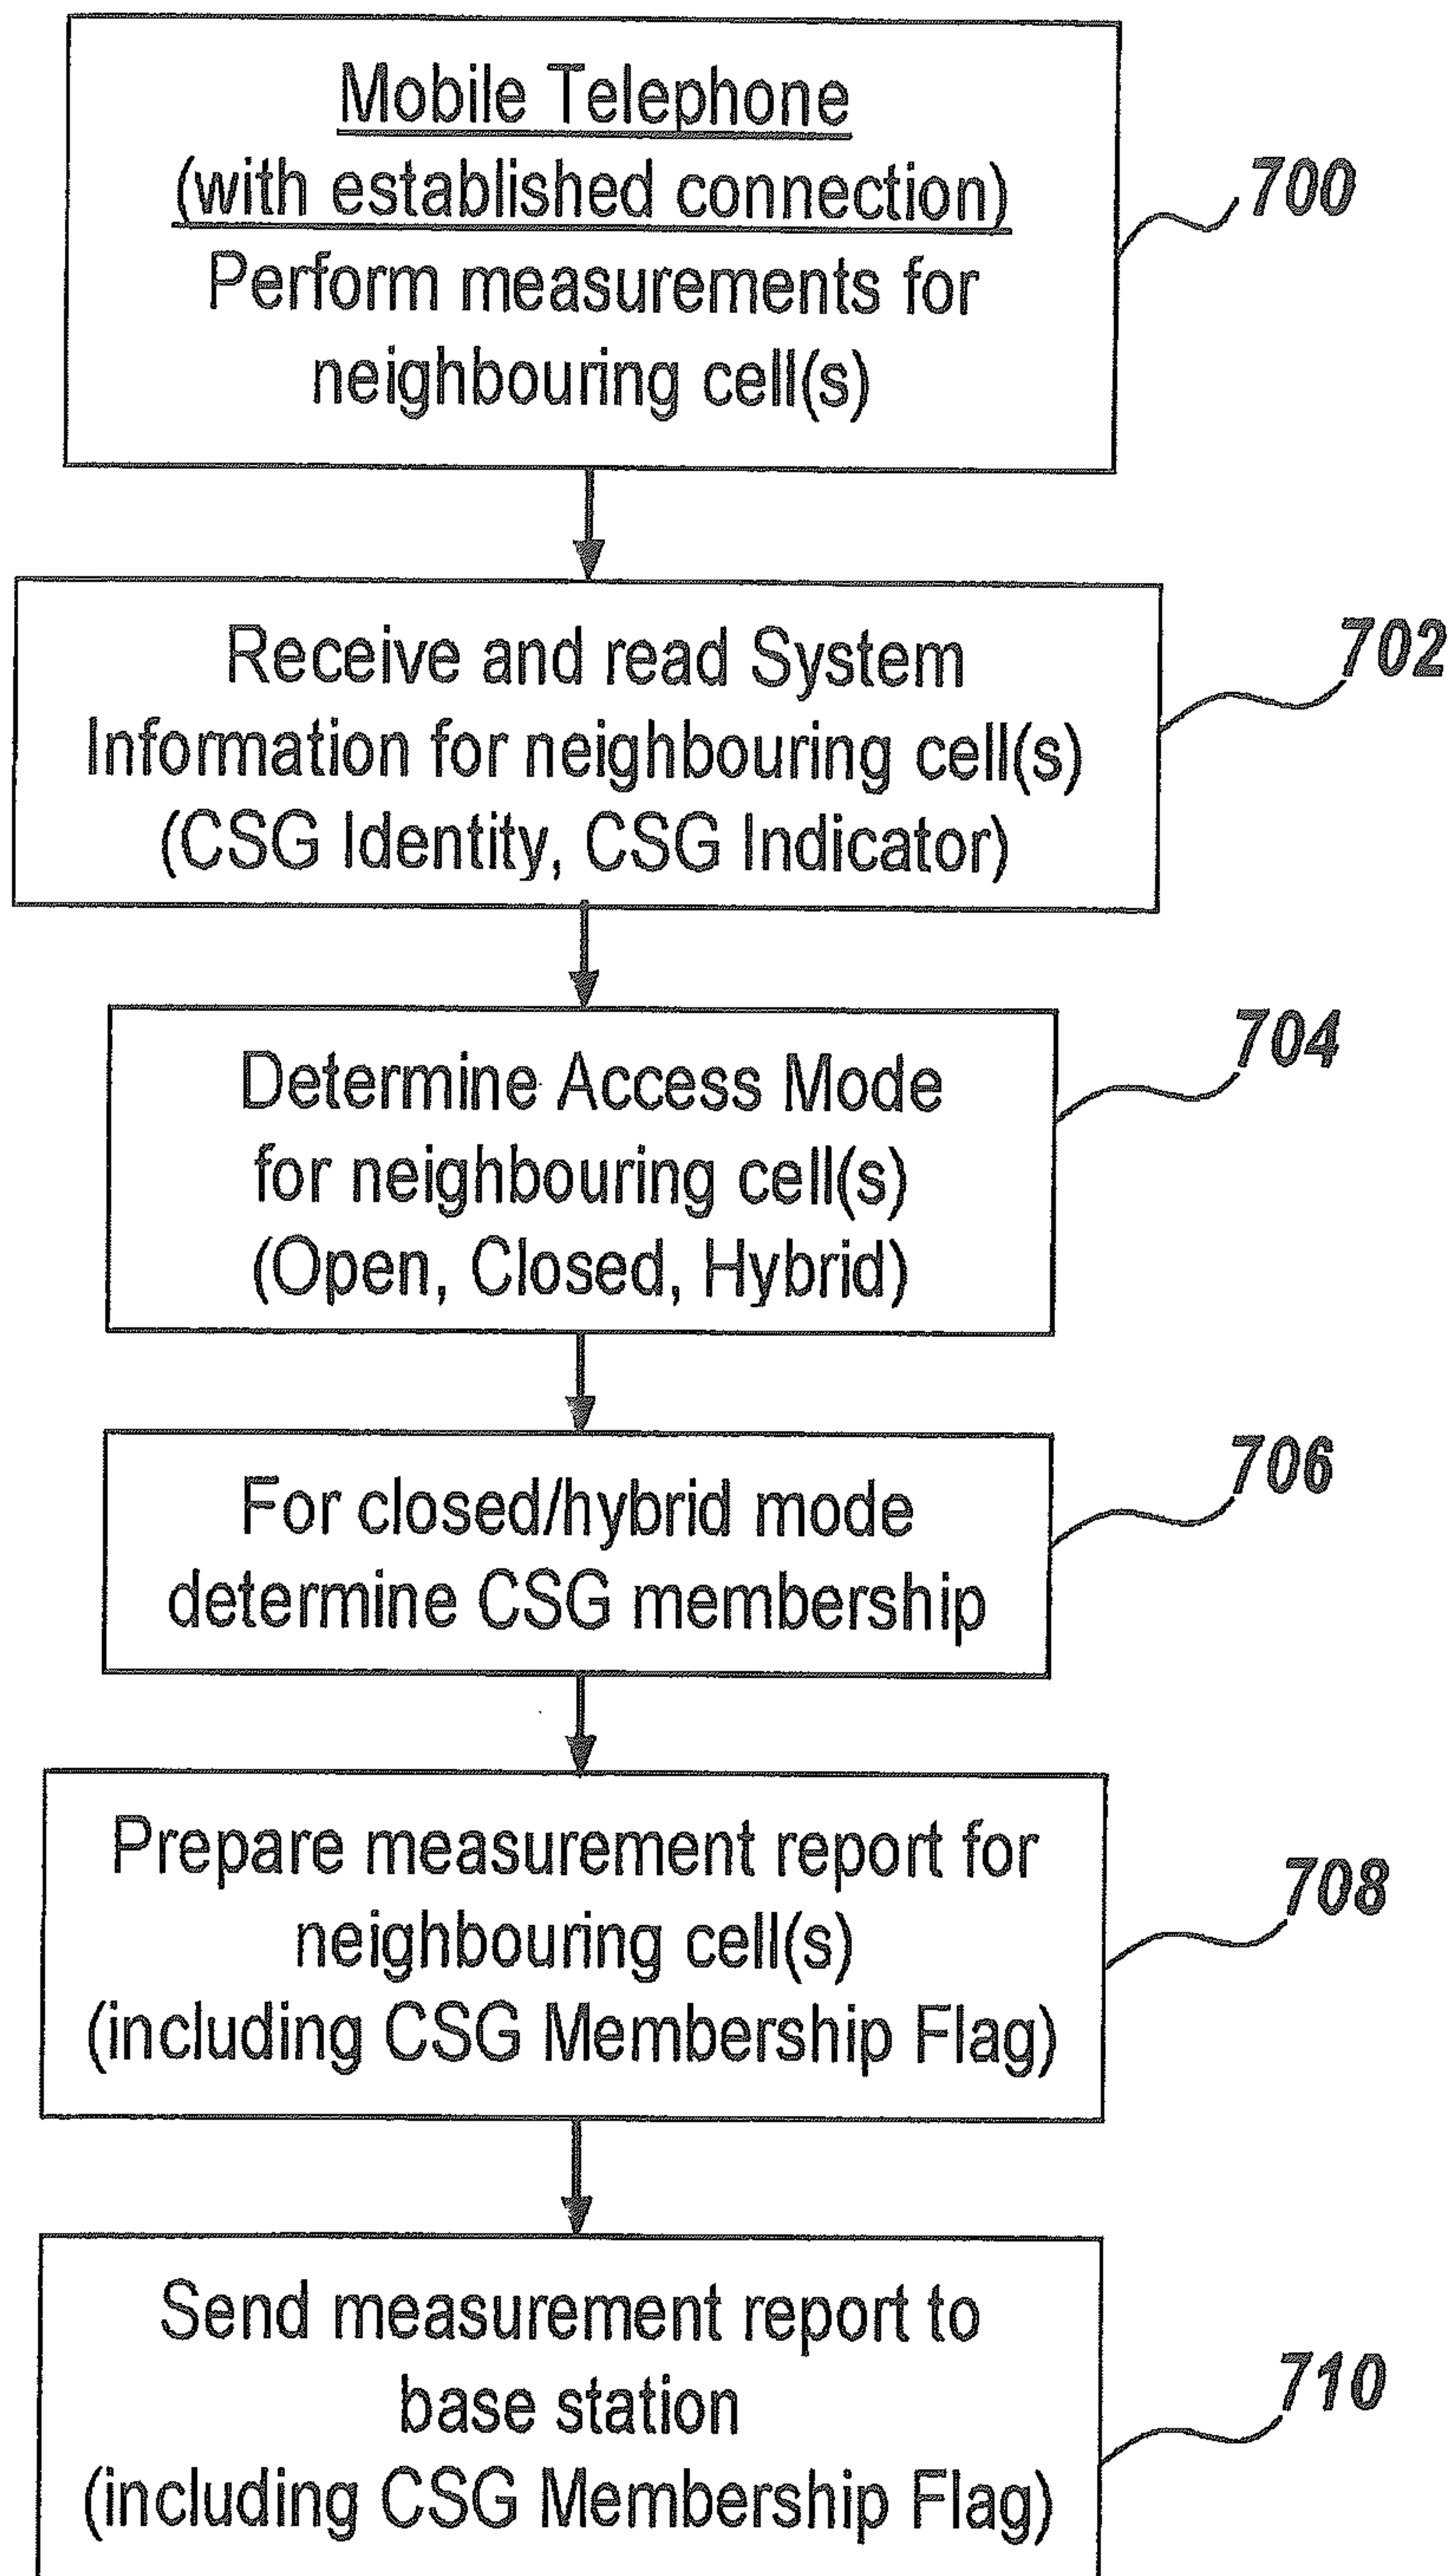 Mobile Telephone
(with established connection)
Perform measurements for
neighbouring cell(s)
700
Receive and read System
Information for neighbouring cell(s)
(CSG Identity, CSG Indicator)
702
Determine Access Mode
for neighbouring cell(s)
(Open, Closed, Hybrid)
704
For closed/hybrid mode
determine CSG membership
706
Prepare measurement report for
neighbouring cell(s)
(including CSG Membership Flag)
708
Send measurement report to
base station
(including CSG Membership Flag)
710